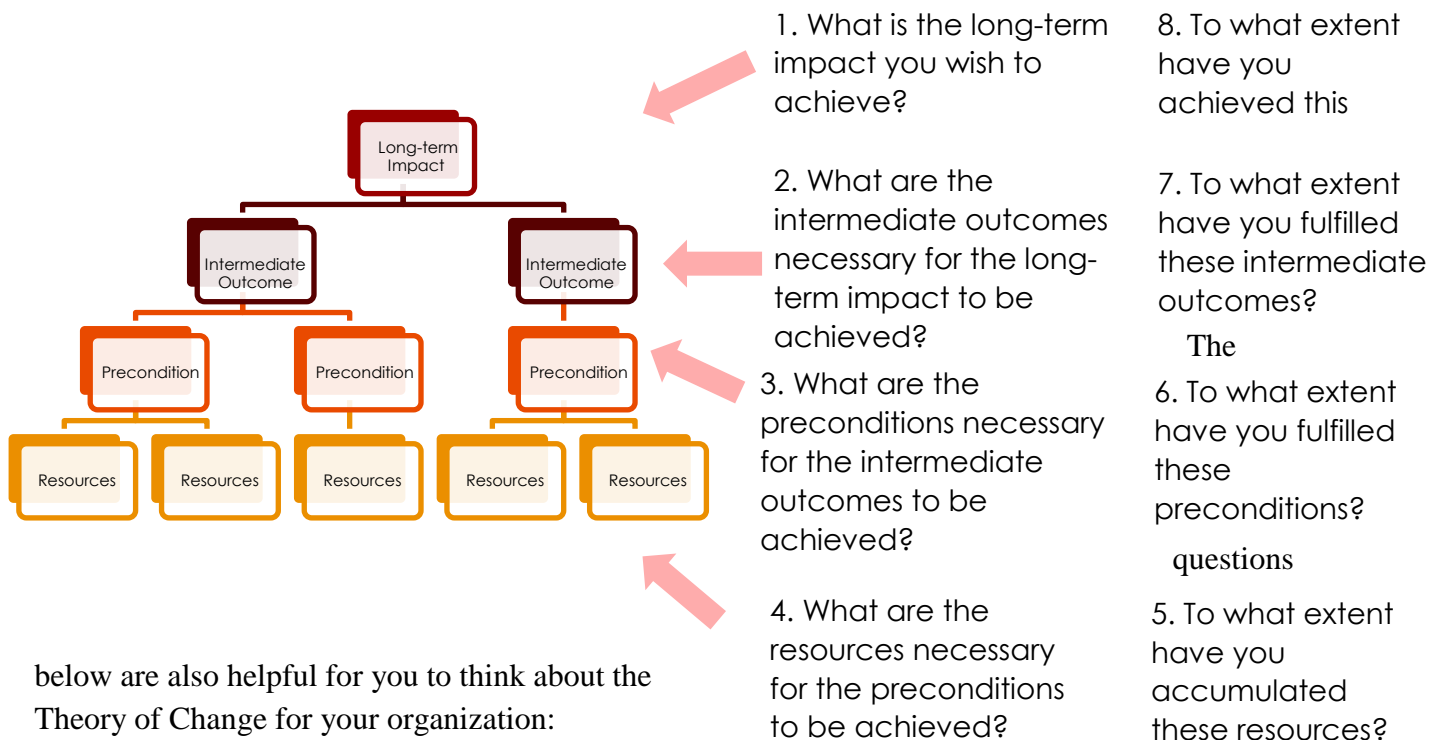 Long-term
Impact
Intermediate
Outcome
Intermediate
Outcome
Precondition
Precondition
Precondition
Resources
Resources
Resources
Resources
Resources
1. What is the long-term
impact you wish to
achieve?
2. What are the
intermediate outcomes
necessary for the long-
term impact to be
achieved?
3. What are the
preconditions necessary
for the intermediate
outcomes to be
achieved?
4. What are the
resources necessary
for the preconditions
to be achieved?
8. To what extent
have you
achieved this
7. To what extent
have you fulfilled
these intermediate
outcomes?
6. To what extent
have you fulfilled
these
preconditions?
5. To what extent
have you
accumulated
these resources?
The
questions
below are also helpful for you to think about the
Theory of Change for your organization: